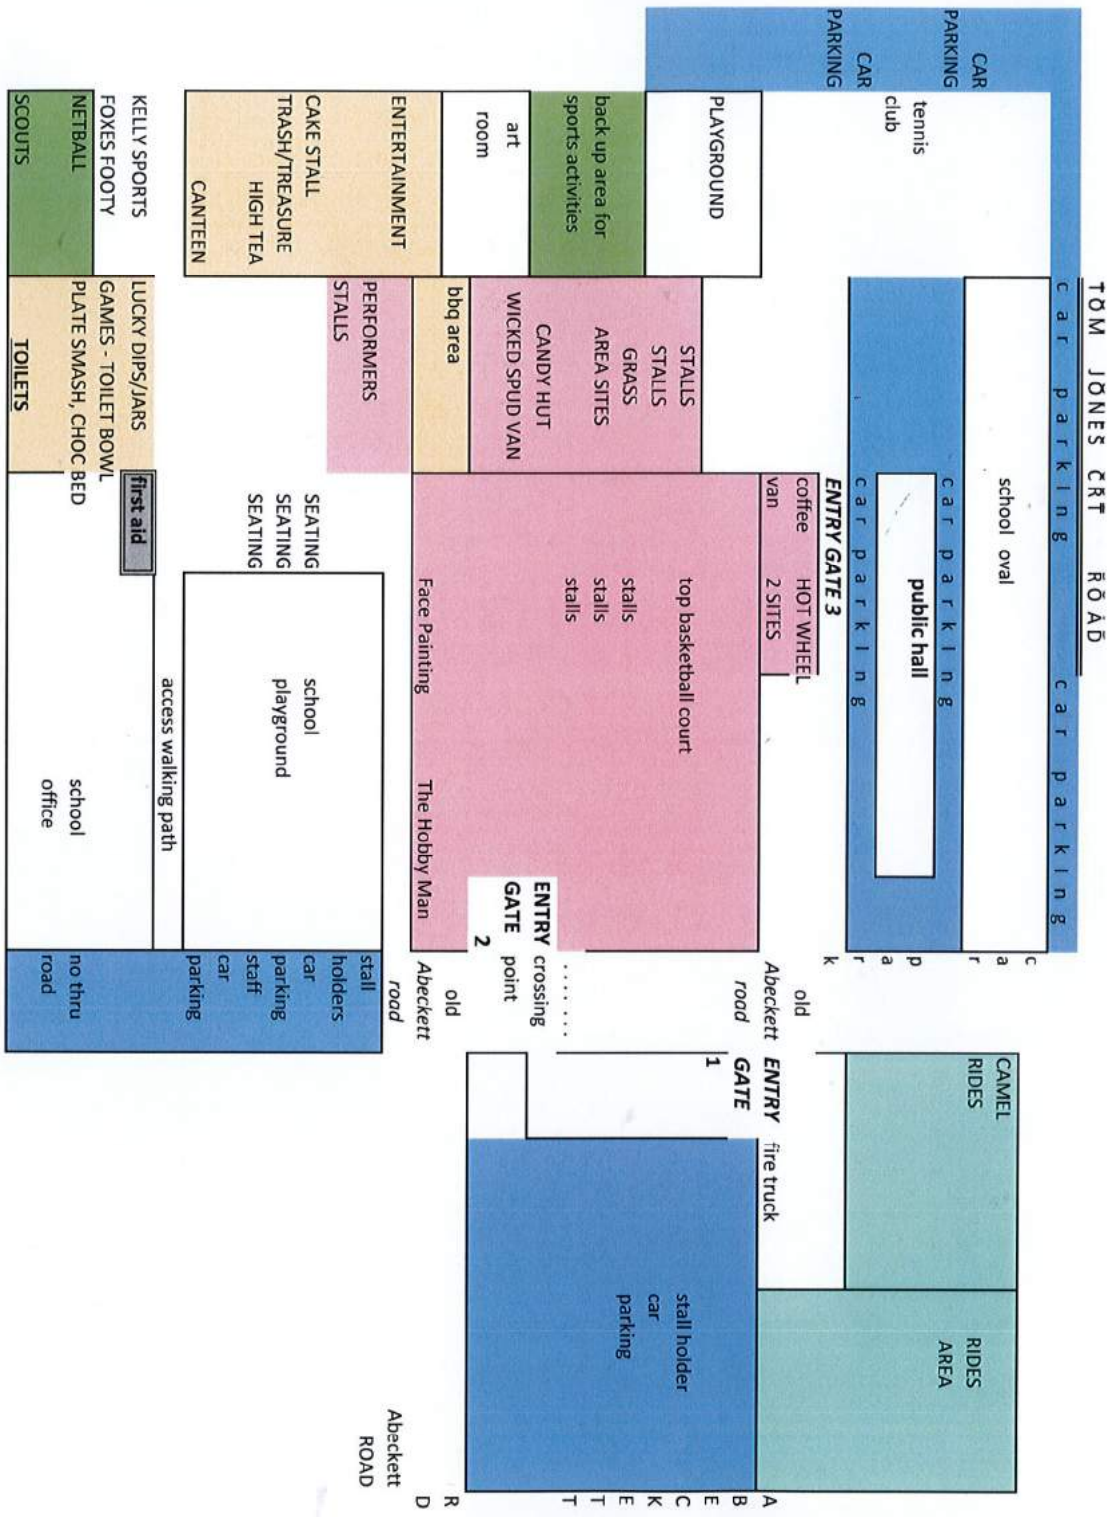 TOM JONES CRT ROAD
car parking
car parking
CAR
PARKING
CAR
PARKING
tennis
club
school oval
car
park
car parking
public hall
car parking
ENTRY GATE 3
coffee HOT WHEEL
van 2 SITES
PLAYGROUND
back up area for
sports activities
art
room
STALLS
STALLS
GRASS
AREA SITES
CANDY HUT
WICKED SPUD VAN
top basketball court
stalls
stalls
stalls
Face Painting The Hobby Man
ENTRY
GATE
2
crossing
point
.......
old
Abeckett
road
old
Abeckett
road
CAMEL
RIDES
RIDES
AREA
ENTRY
GATE
1
fire truck
stall holder
car
parking
ABECKETT
RD
Abeckett
ROAD
ENTERTAINMENT
CAKE STALL
TRASH/TREASURE
HIGH TEA
CANTEEN
bbq area
PERFORMERS
STALLS
SEATING
SEATING
SEATING
school
playground
stall
holders
car
parking
staff
car
parking
access walking path
KELLY SPORTS
FOXES FOOTY
NETBALL
SCOUTS
LUCKY DIPS/JARS
GAMES - TOILET BOWL
PLATE SMASH, CHOC BED
TOILETS
first aid
school
office
no thru
road